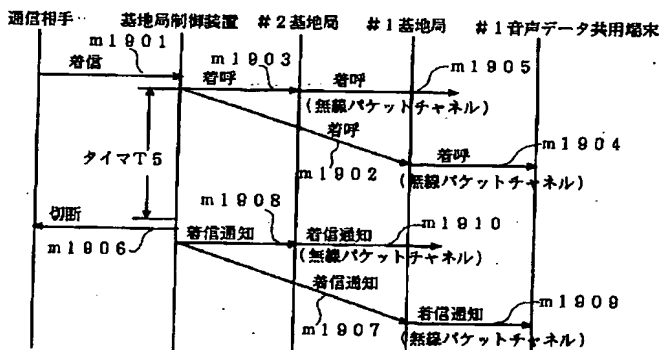 通信相手 基地局制御装置 #2基地局 #1基地局 #1音声データ共用端末
m1901
着信
m1903
着呼
着呼
m1905
(無線パケットチャネル)
タイマT5
m1902
着呼
着呼
m1904
(無線パケットチャネル)
切断
m1906
m1908
着信通知
着信通知
m1910
(無線パケットチャネル)
m1907
着信通知
着信通知
m1909
(無線パケットチャネル)